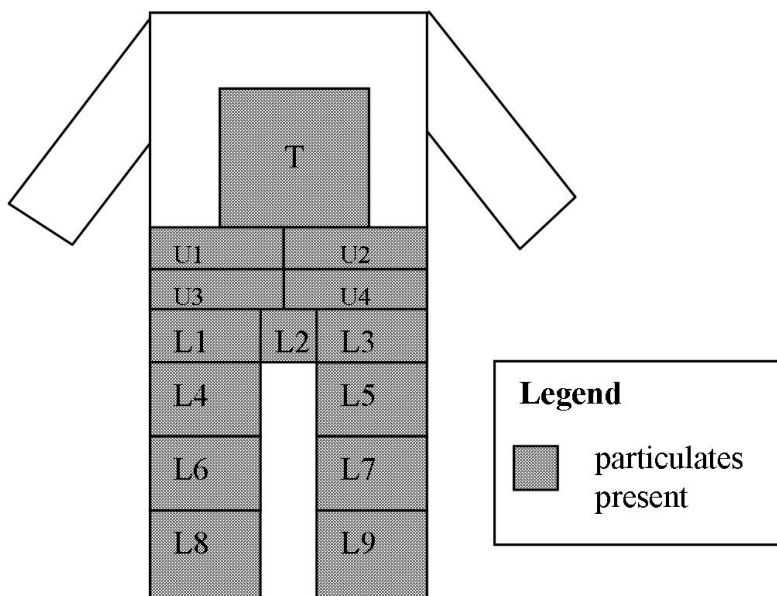 T
U1 U2
U3 U4
L1 L2 L3
L4 L5
L6 L7
L8 L9
Legend
particulates
present